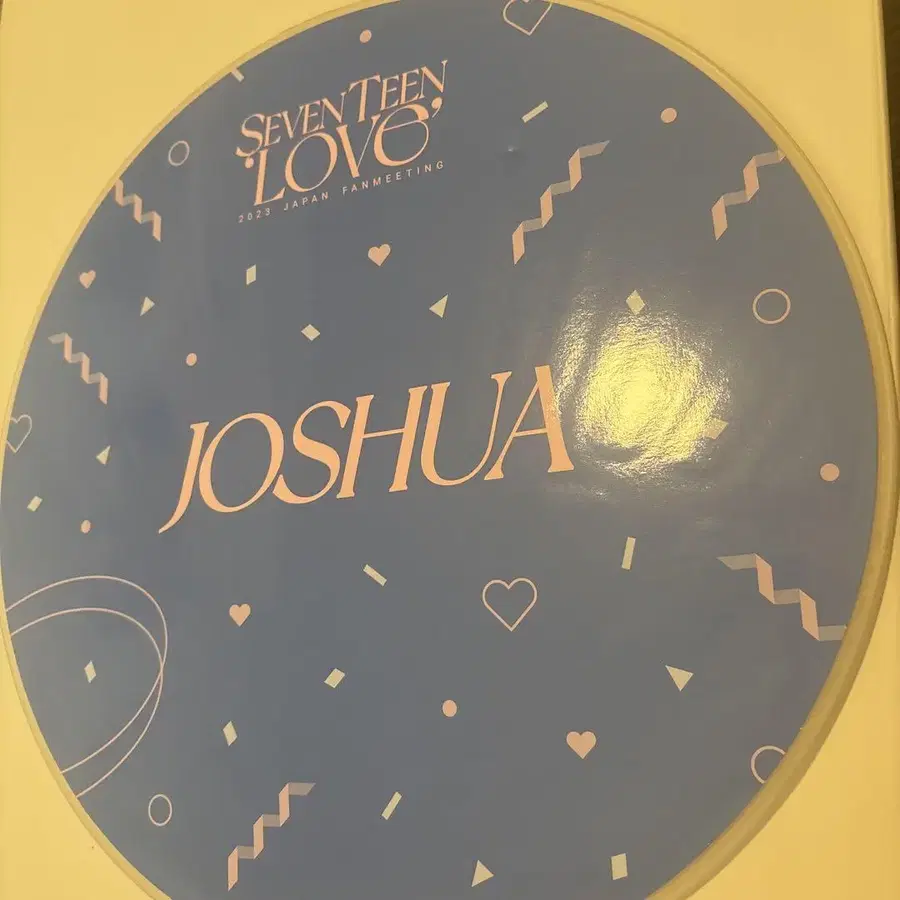 SEVENTEEN
'LOVE'
2023 JAPAN FANMEETING
JOSHUA